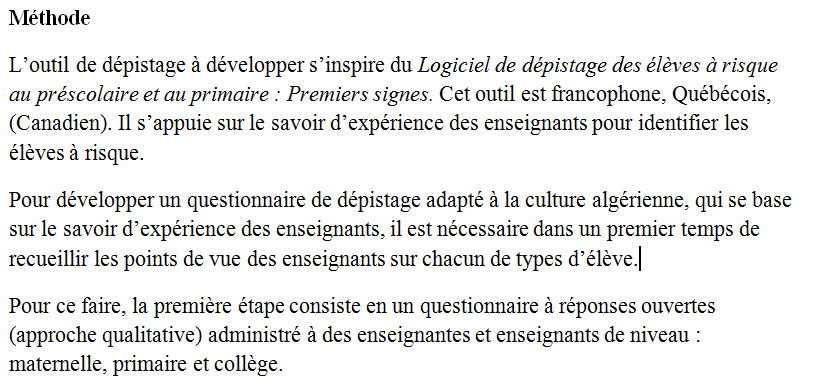 Méthode
L’outil de dépistage à développer s’inspire du Logiciel de dépistage des élèves à risque
au préscolaire et au primaire : Premiers signes. Cet outil est francophone, Québécois,
(Canadien). Il s’appuie sur le savoir d’expérience des enseignants pour identifier les
élèves à risque.
Pour développer un questionnaire de dépistage adapté à la culture algérienne, qui se base
sur le savoir d’expérience des enseignants, il est nécessaire dans un premier temps de
recueillir les points de vue des enseignants sur chacun de types d’élève.
Pour ce faire, la première étape consiste en un questionnaire à réponses ouvertes
(approche qualitative) administré à des enseignantes et enseignants de niveau :
maternelle, primaire et collège.